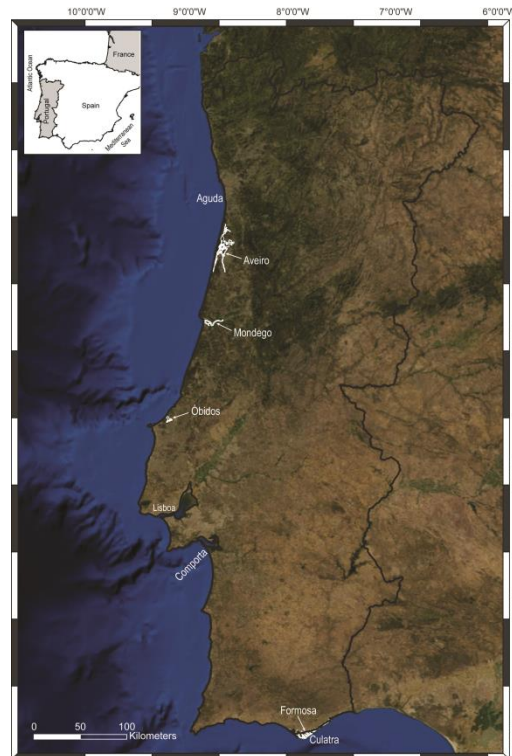 10°0'0"W 9°0'0"W 8°0'0"W 7°0'0"W 6°0'0"W
France
Atlantic Ocean
Portugal
Spain
Mediterranean
Sea
Aguda
Aveiro
Mondego
Óbidos
Lisboa
Comporta
Formosa
Culatra
0 50 100
Kilometers